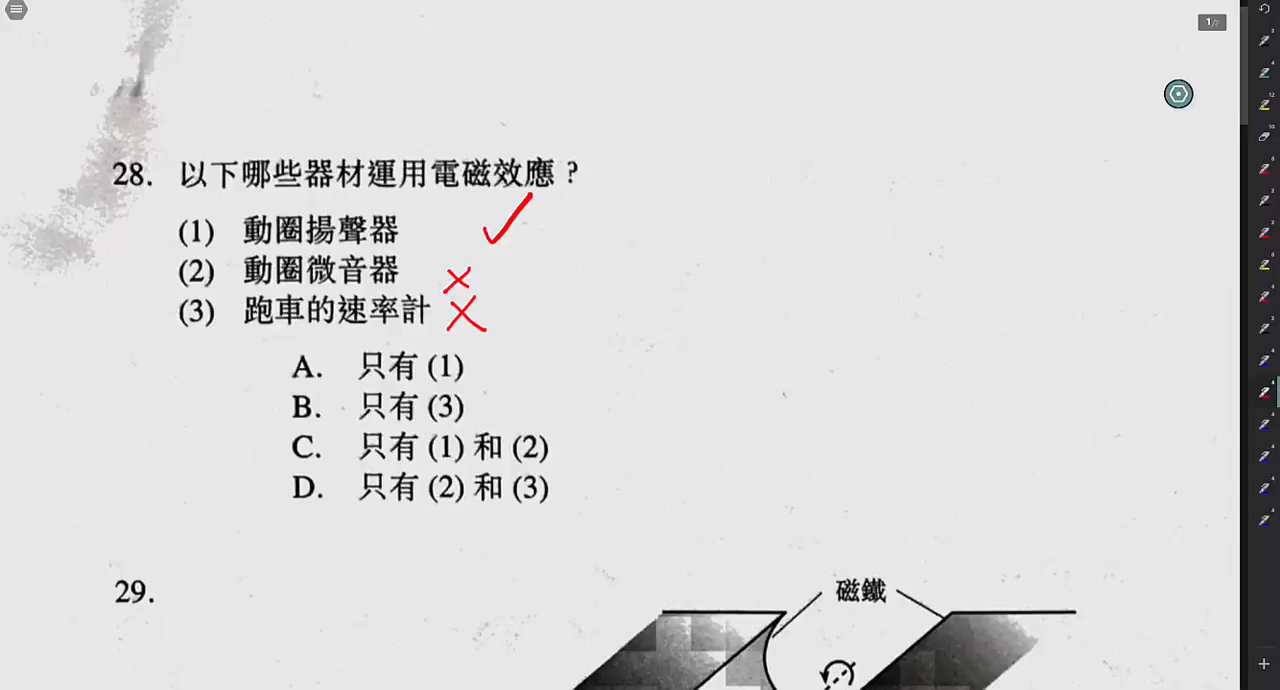 1/2
28. 以下哪些器材運用電磁效應？
(1) 動圈揚聲器
(2) 動圈微音器
(3) 跑車的速率計
A. 只有 (1)
B. 只有 (3)
C. 只有 (1) 和 (2)
D. 只有 (2) 和 (3)
29.
磁鐵